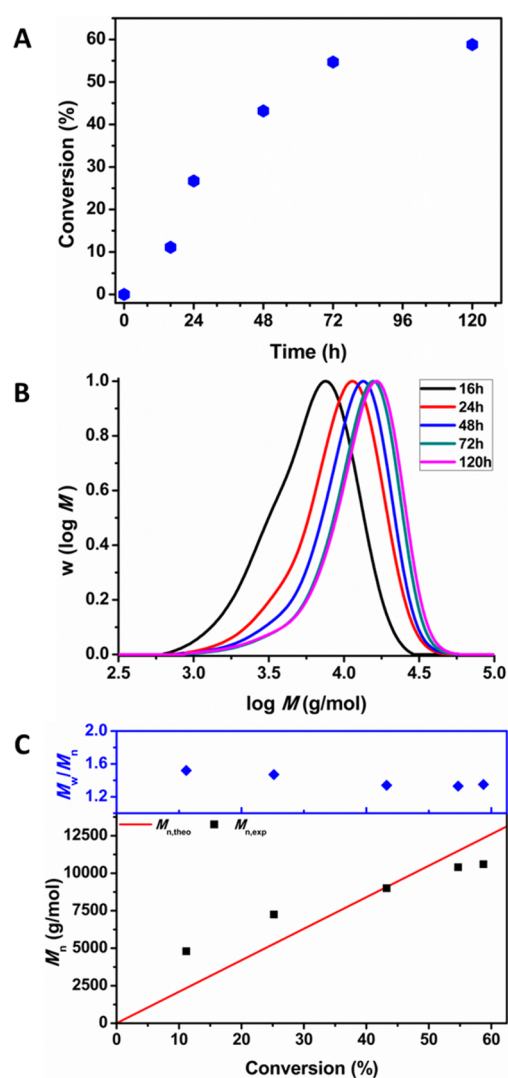 A
60
50
40
30
20
10
0
Conversion (%)
0 24 48 72 96 120
Time (h)
B
1.0
0.8
0.6
0.4
0.2
0.0
w (log M)
16h
24h
48h
72h
120h
2.5 3.0 3.5 4.0 4.5 5.0
log M (g/mol)
C
2.0
1.6
1.2
Mw/Mn
Mn,theo Mn,exp
12500
10000
7500
5000
2500
0
Mn (g/mol)
0 10 20 30 40 50 60
Conversion (%)